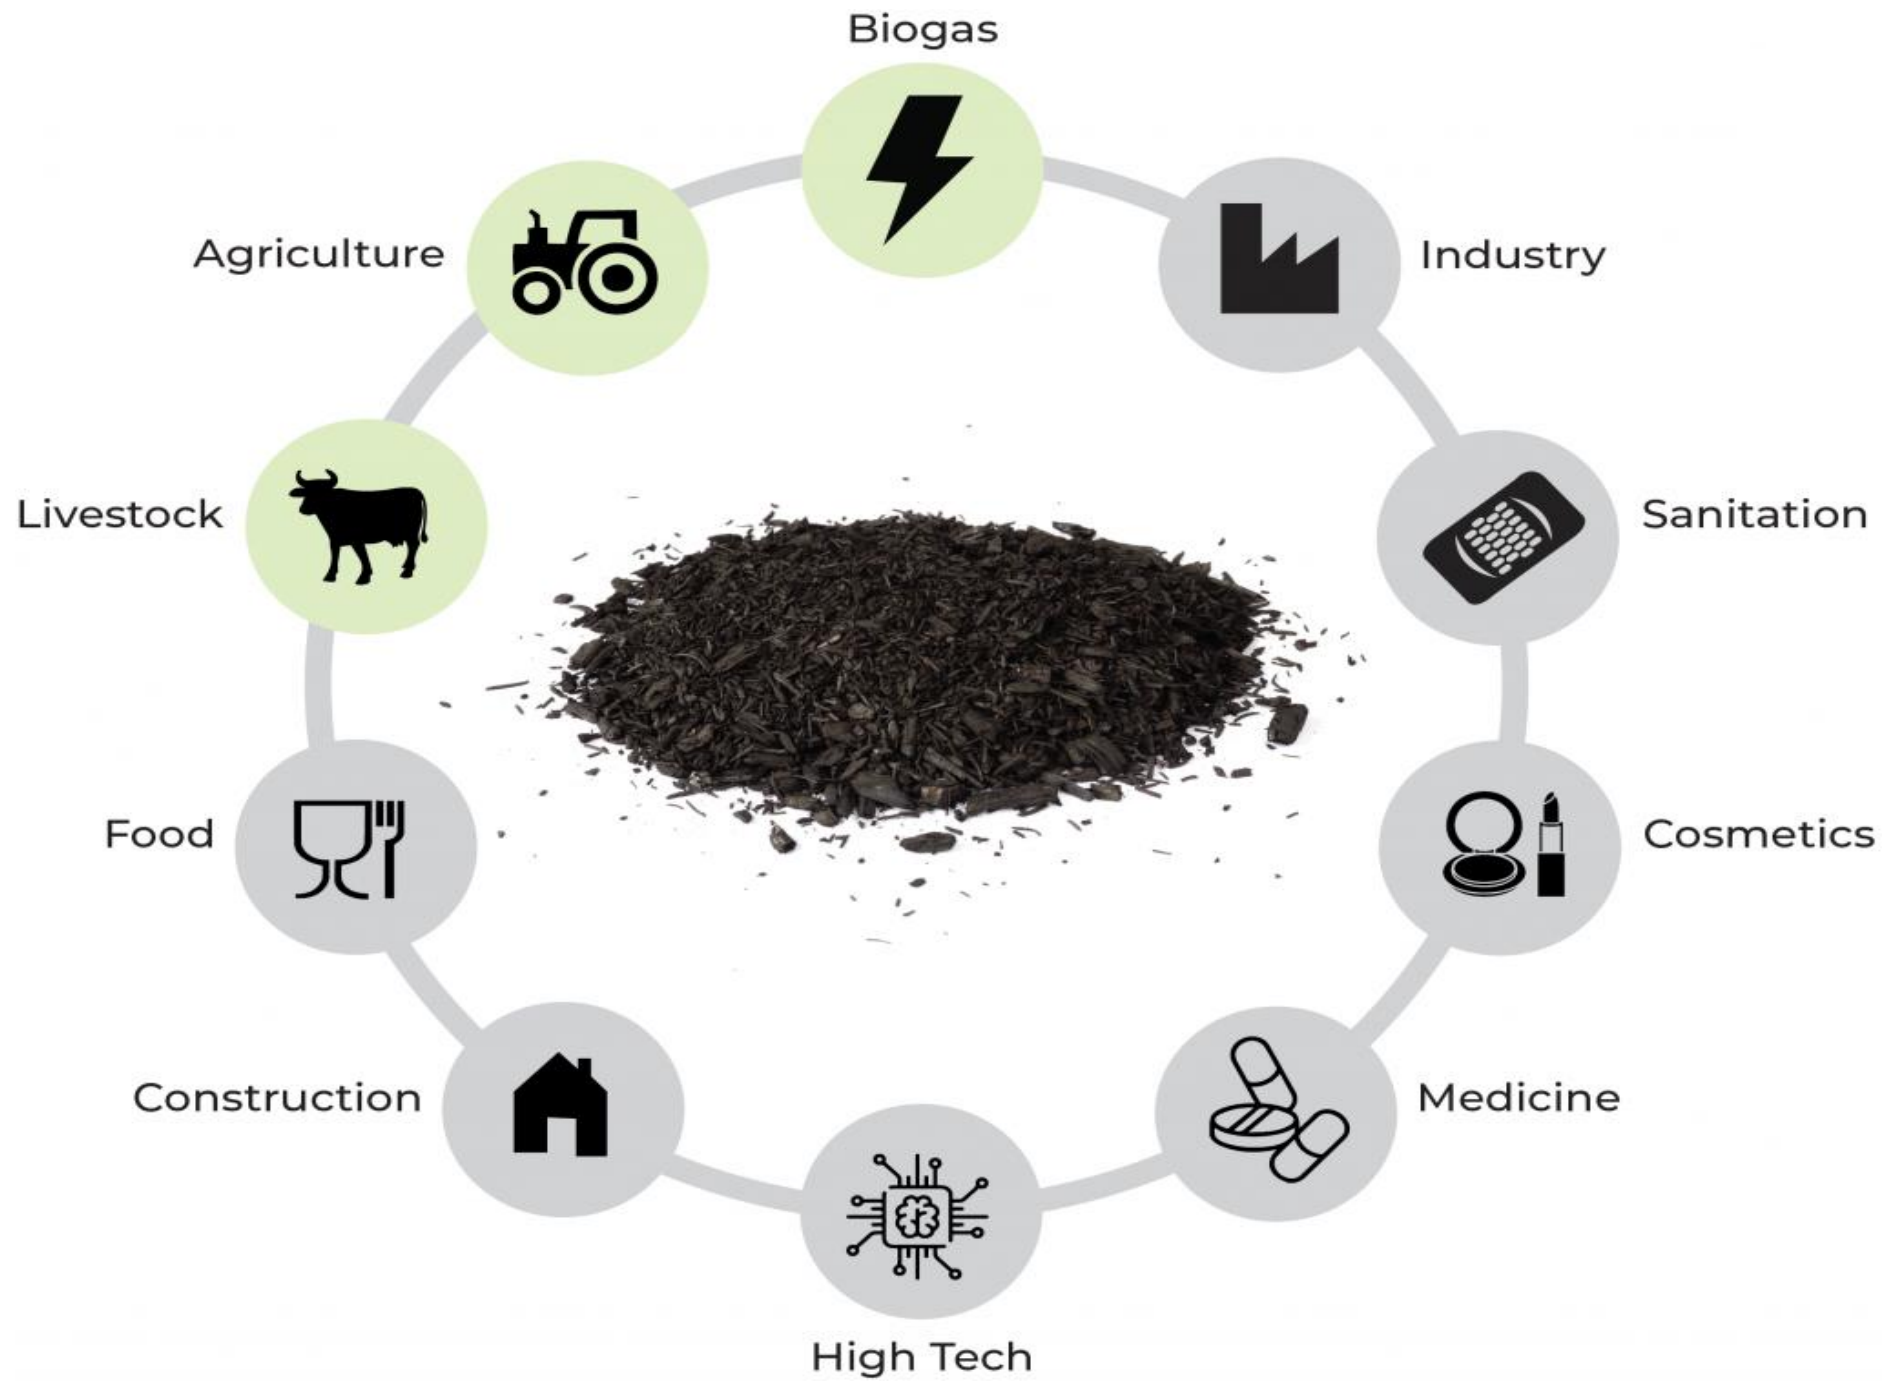 Biogas
Agriculture
Industry
Livestock
Sanitation
Food
Cosmetics
Construction
Medicine
High Tech